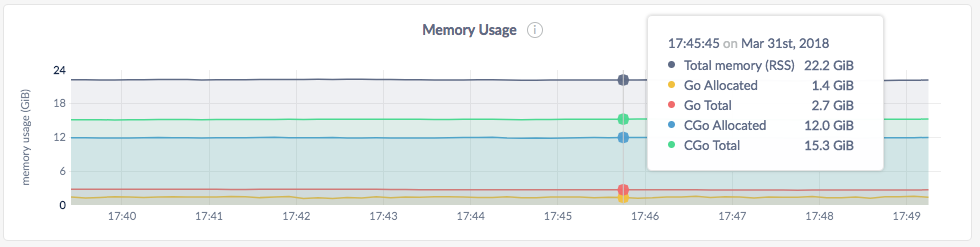 Memory Usage i
17:45:45 on Mar 31st, 2018
Total memory (RSS) 22.2 GiB
Go Allocated 1.4 GiB
Go Total 2.7 GiB
CGo Allocated 12.0 GiB
CGo Total 15.3 GiB
memory usage (GiB)
24
18
12
6
0
17:40 17:41 17:42 17:43 17:44 17:45 17:46 17:47 17:48 17:49